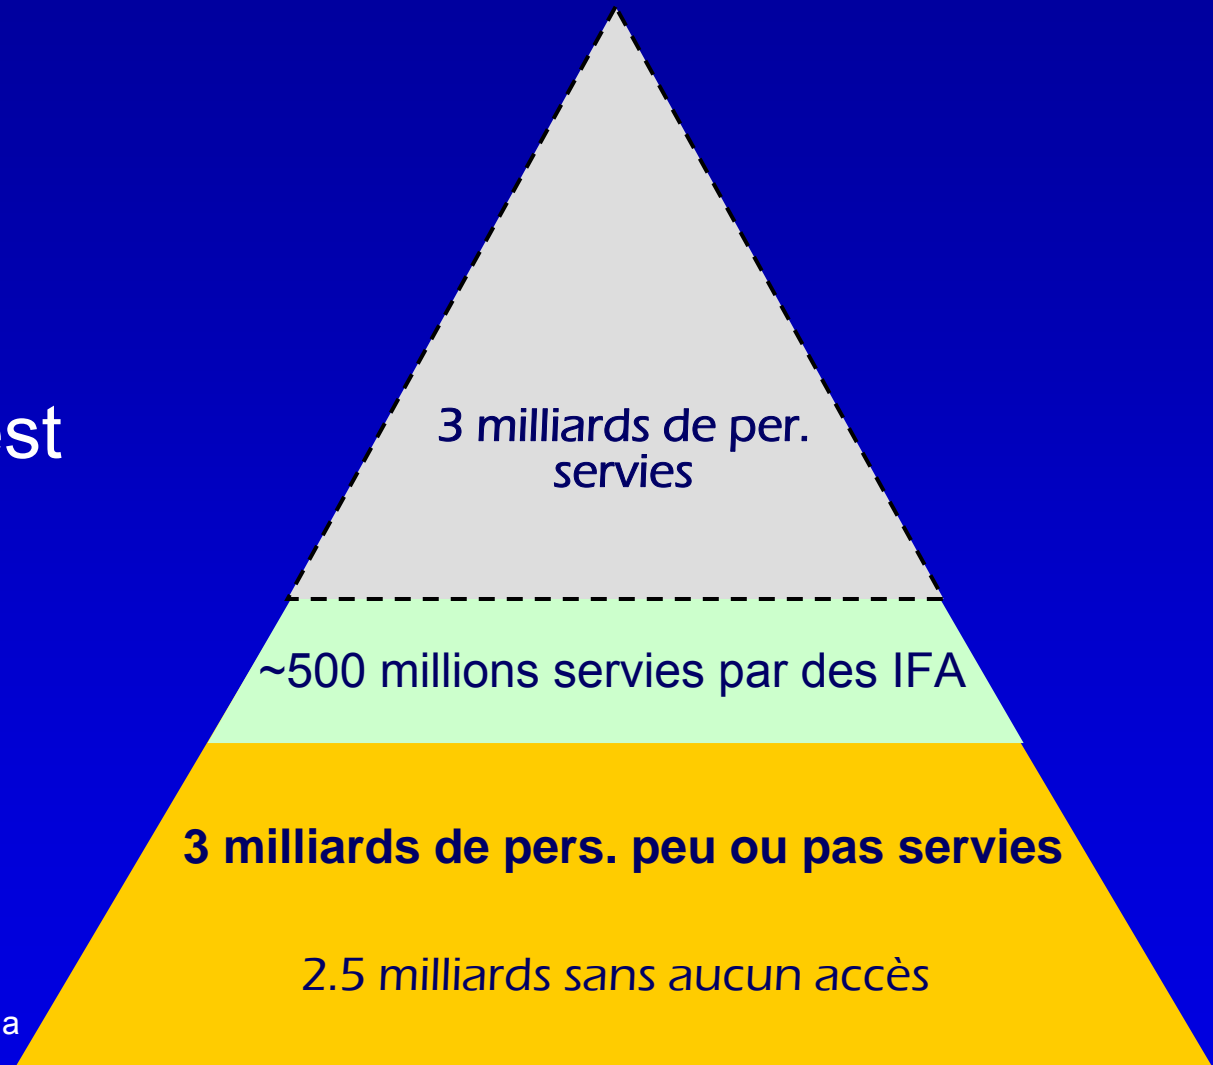 3 milliards de per.
servies
est
~500 millions servies par des IFA
3 milliards de pers. peu ou pas servies
2.5 milliards sans aucun accès
a